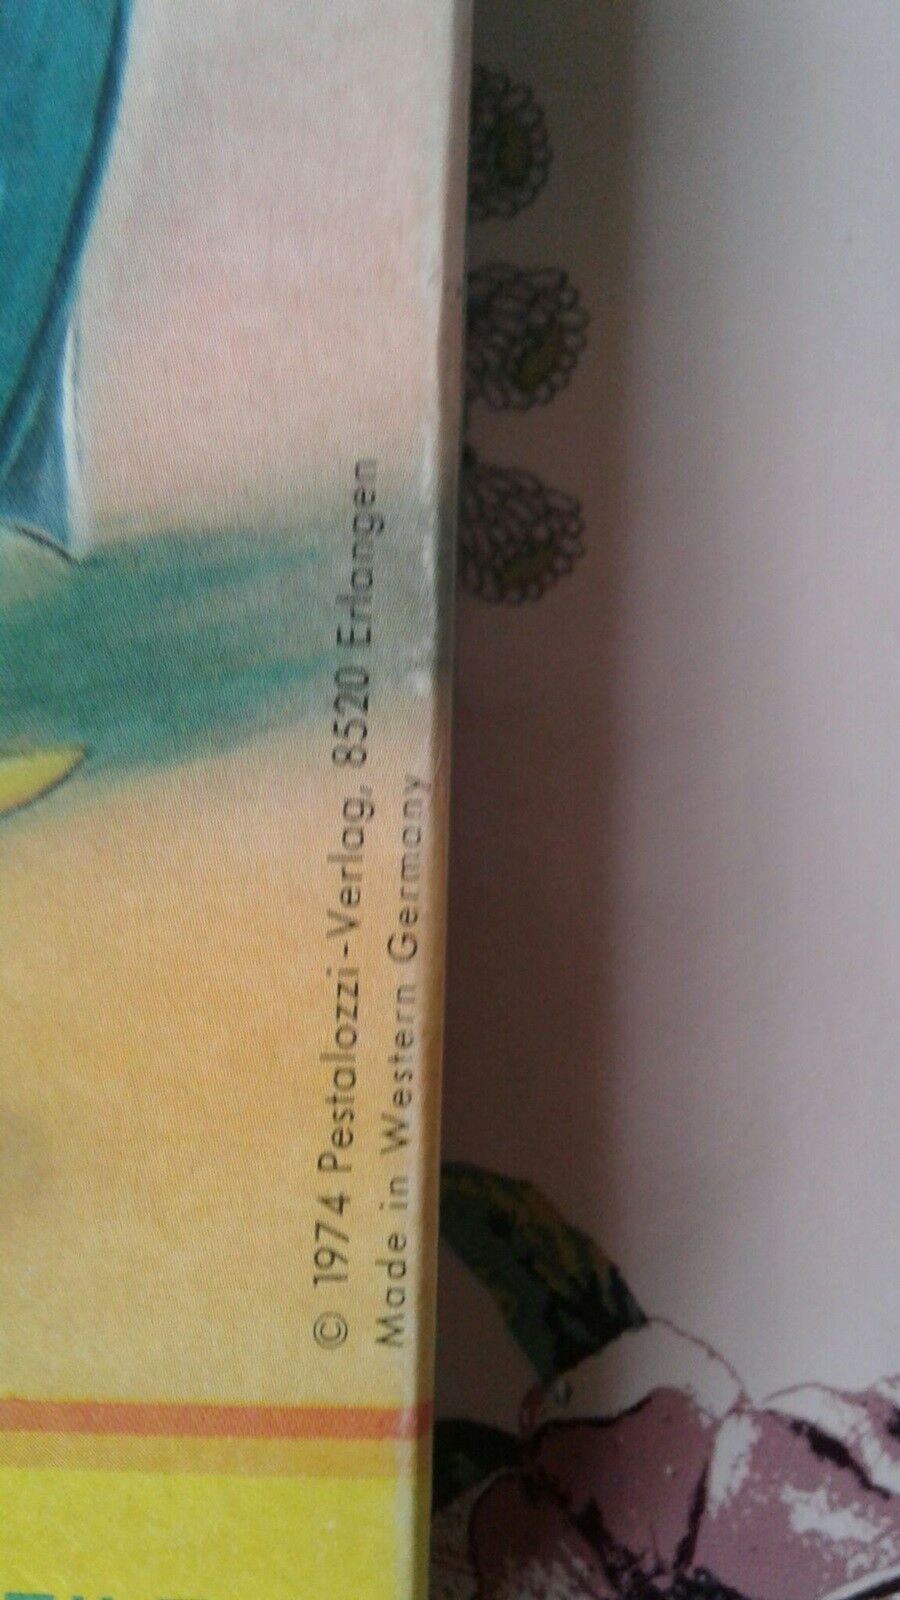 © 1974 Pestalozzi-Verlag, 8520 Erlangen
Made in Western Germany